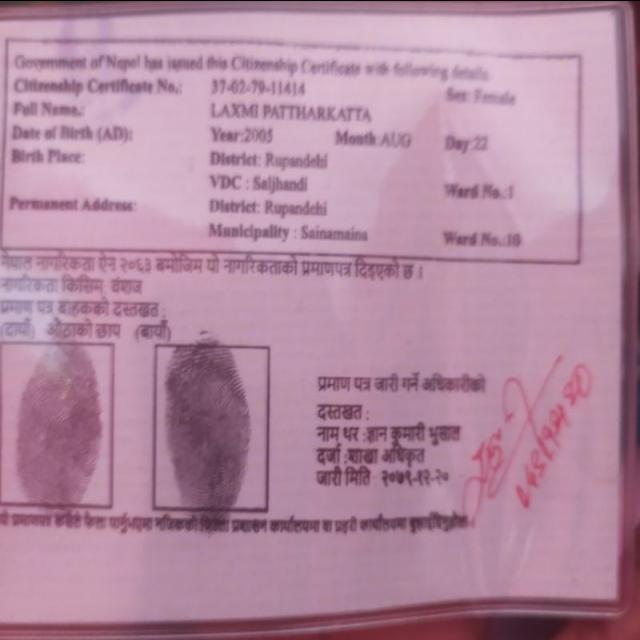 Government of Nepal has issued this Citizenship Certificate with following details.
Citizenship Certificate No.: 37-02-79-11414 Sex: Female
Full Name.: LAXMI PATTHARKATTA
Date of Birth (AD): Year:2005 Month:AUG Day:22
Birth Place: District: Rupandehi
VDC : Saljhandi Ward No.:1
Permanent Address: District: Rupandehi
Municipality : Sainamaina Ward No.:10
नेपाल नागरिकता ऐन २०६३ बमोजिम यो नागरिकताको प्रमाणपत्र दिइएको छ ।
नागरिकता किसिम: वंशज
प्रमाण पत्र बाहकको दस्तखत :
(दायाँ) औंठाको छाप (बायाँ)
प्रमाण पत्र जारी गर्ने अधिकारीको
दस्तखत :
नाम थर :ज्ञान कुमारी भुसाल
दर्जा :शाखा अधिकृत
जारी मिति : २०७९-१२-२०
यो प्रमाणपत्र कसैले फेला पार्नुभएमा नजिकको जिल्ला प्रशासन कार्यालयमा वा प्रहरी कार्यालयमा बुझाईदिनुहोला